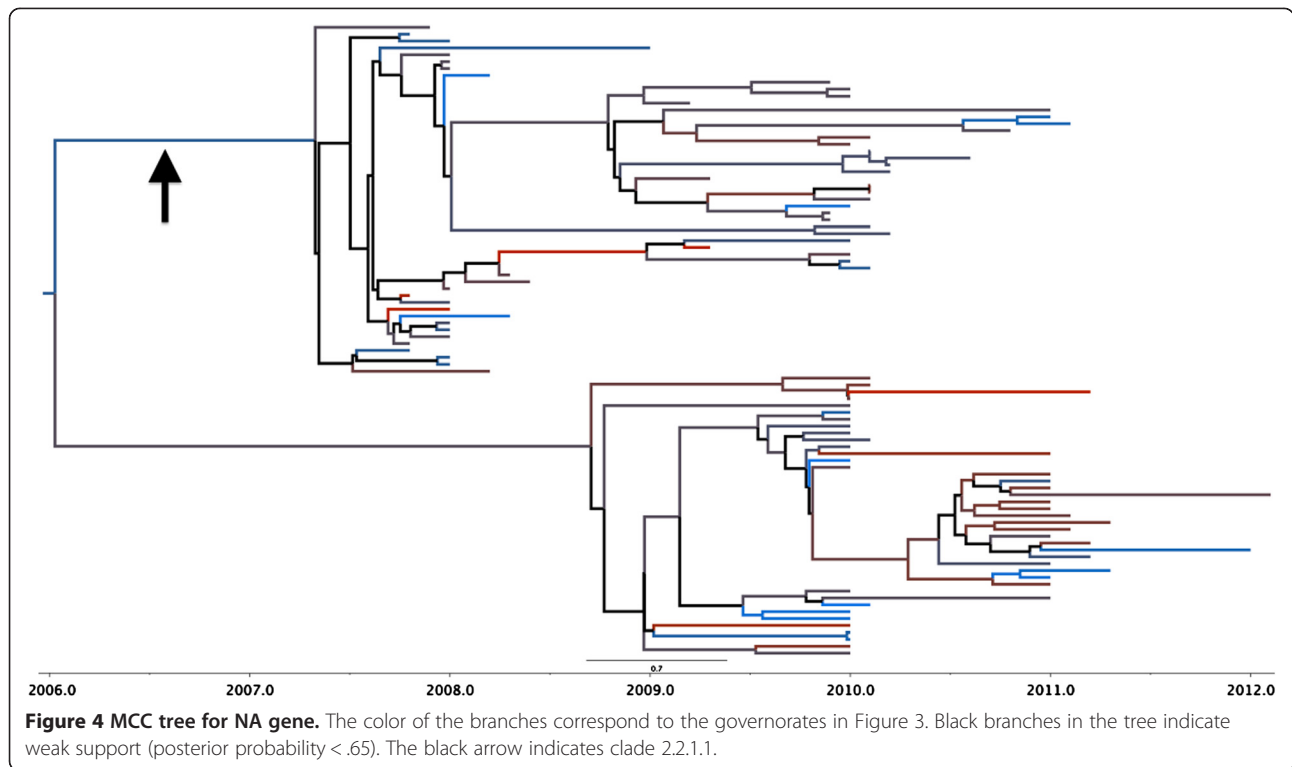 0.7
2006.0 2007.0 2008.0 2009.0 2010.0 2011.0 2012.0
Figure 4 MCC tree for NA gene. The color of the branches correspond to the governorates in Figure 3. Black branches in the tree indicate
weak support (posterior probability < .65). The black arrow indicates clade 2.2.1.1.